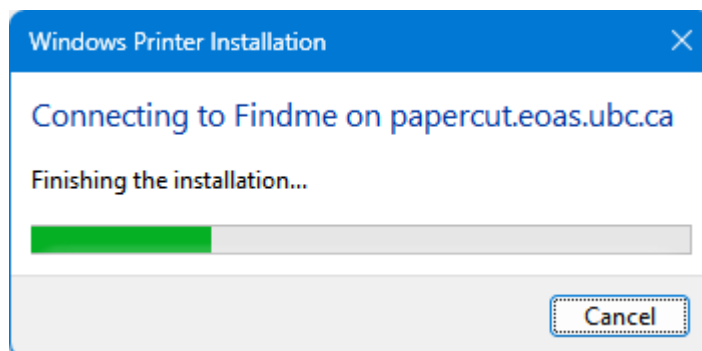 Windows Printer Installation
Connecting to Findme on papercut.eoas.ubc.ca
Finishing the installation...
Cancel